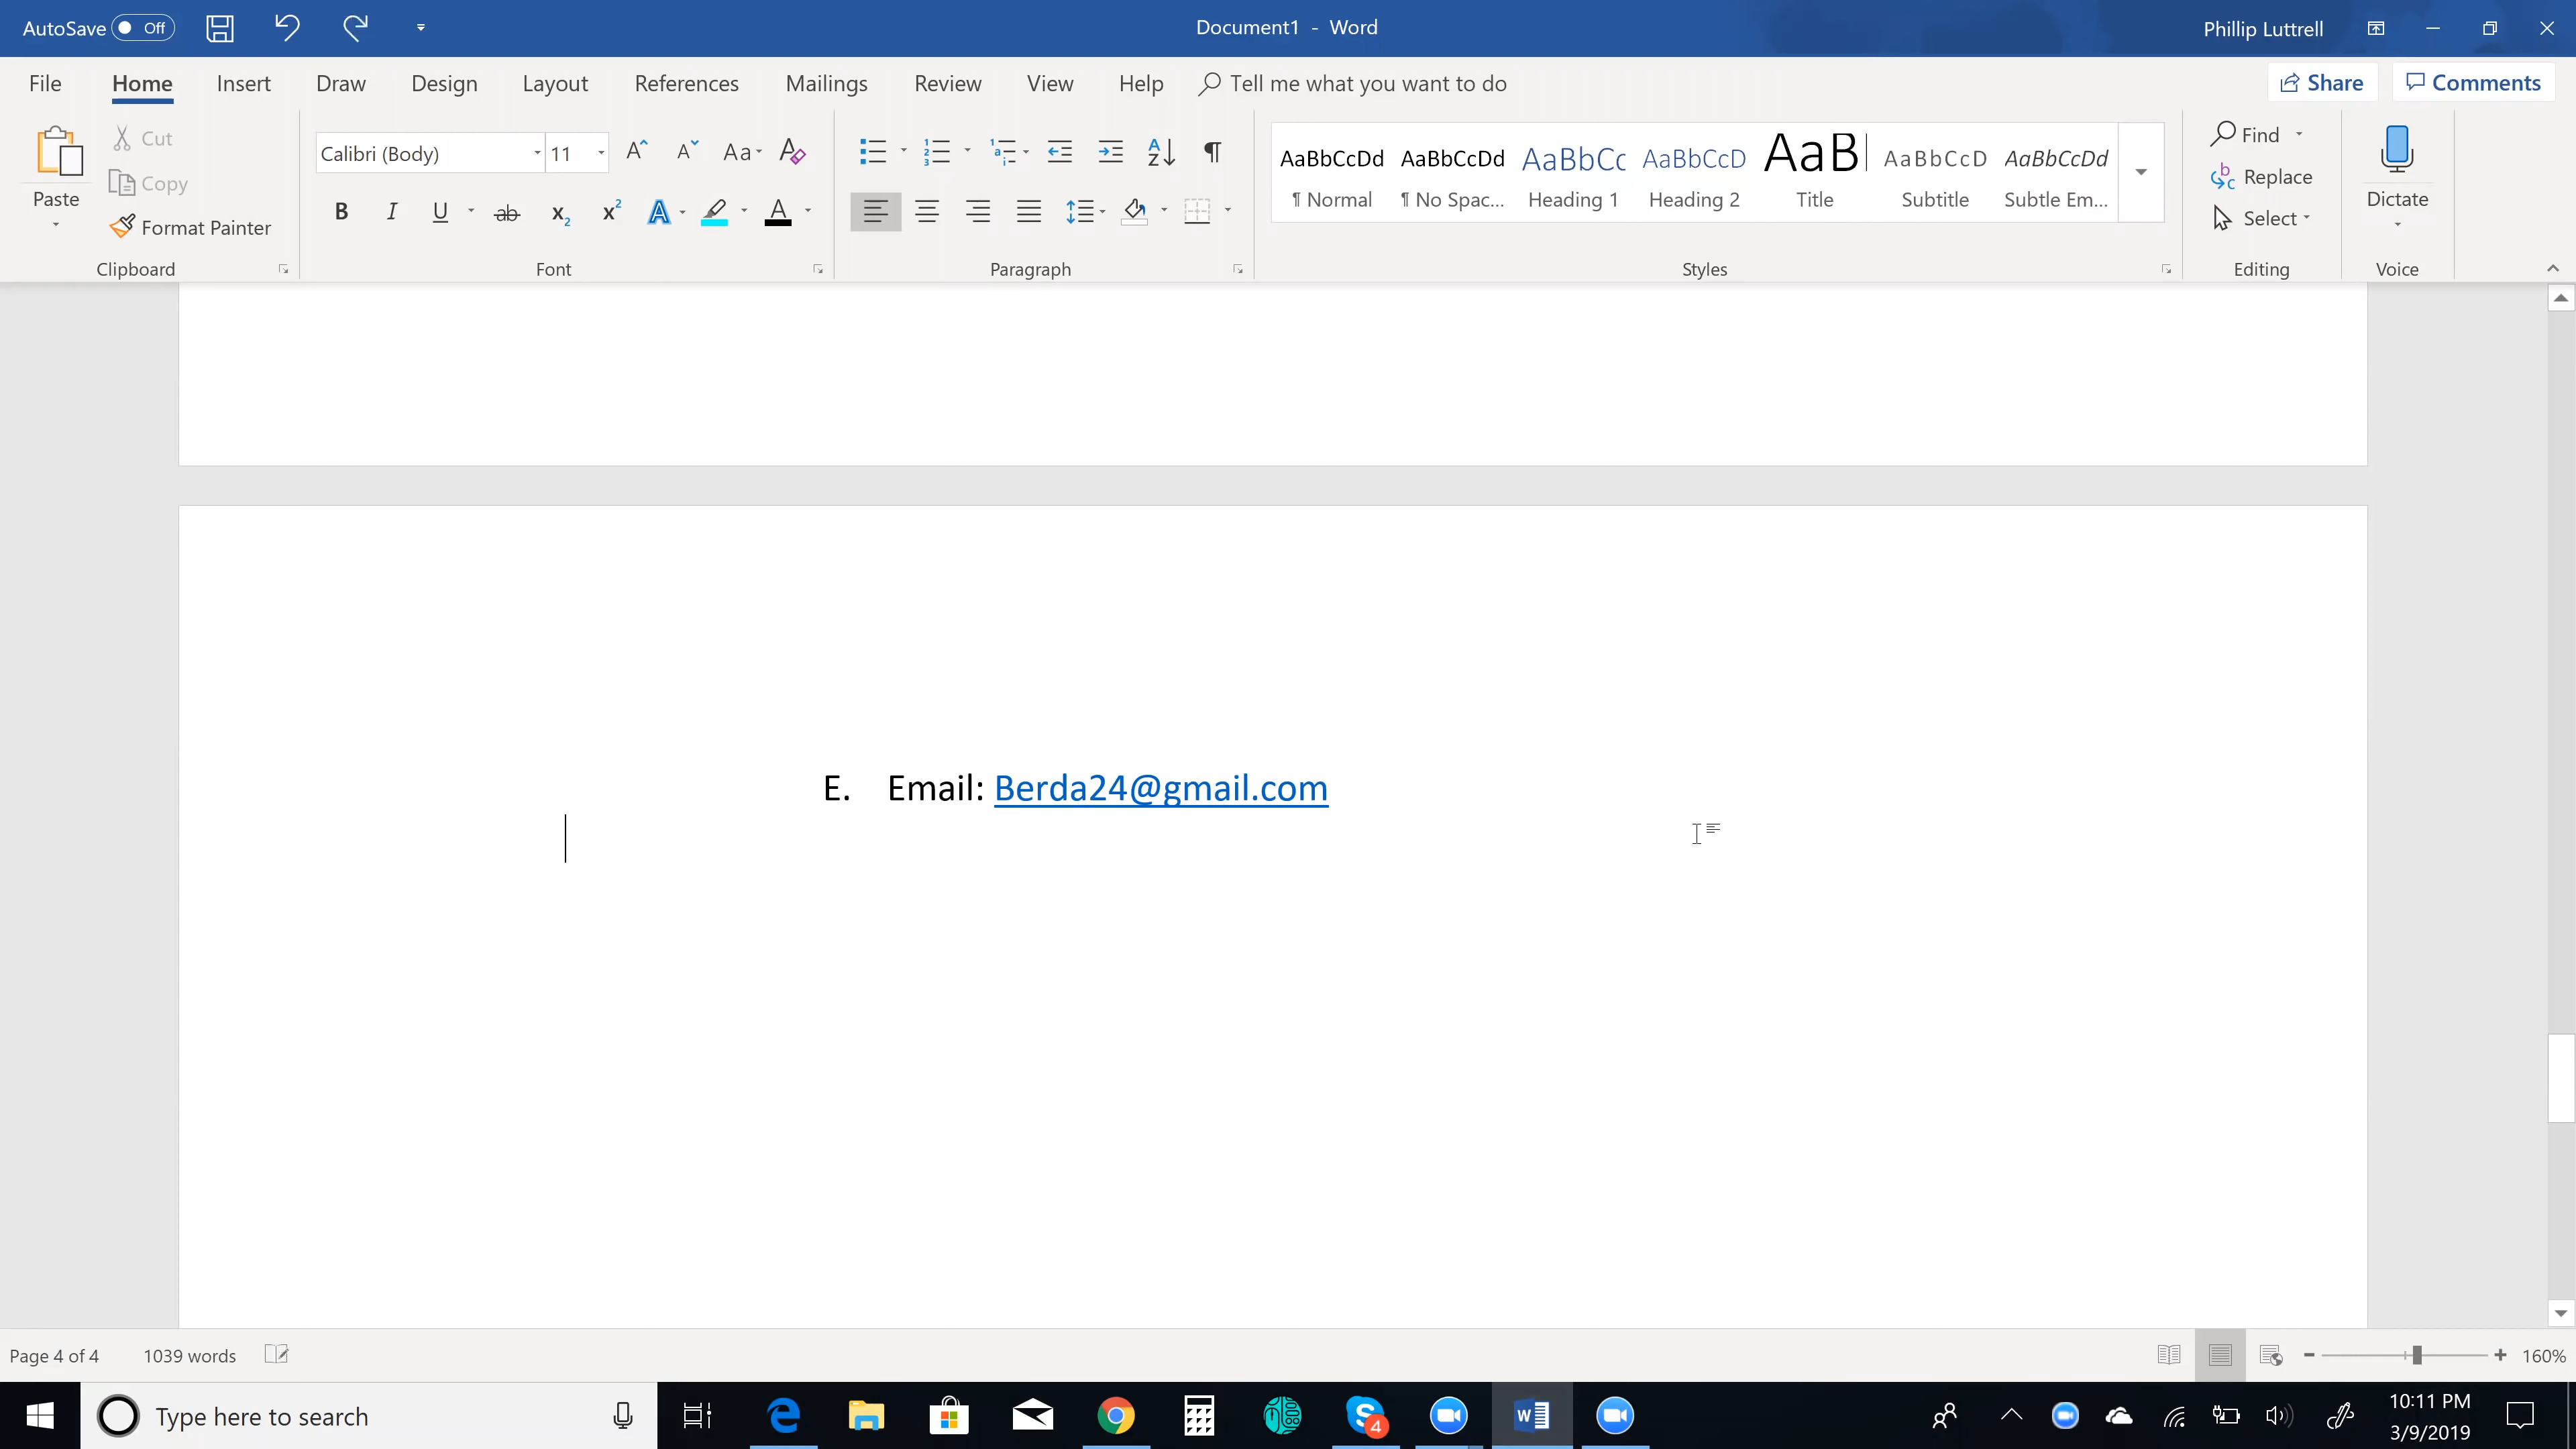 AutoSave Off
Document1 - Word
Phillip Luttrell
File Home Insert Draw Design Layout References Mailings Review View Help Tell me what you want to do
Share Comments
Paste
Cut
Copy
Format Painter
Clipboard
Calibri (Body) 11
Font
Paragraph
AaBbCcDd AaBbCcDd AaBbCc AaBbCcD AaB AaBbCcD AaBbCcDd
¶ Normal ¶ No Spac... Heading 1 Heading 2 Title Subtitle Subtle Em...
Styles
Find
Replace
Select
Editing
Dictate
Voice
E. Email: Berda24@gmail.com
Page 4 of 4 1039 words
160%
Type here to search
4
10:11 PM
3/9/2019